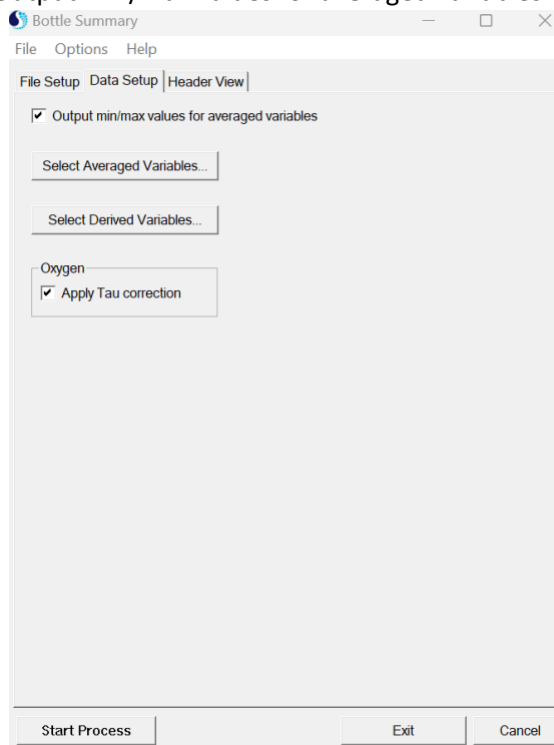 Bottle Summary
File Options Help
File Setup Data Setup Header View
Output min/max values for averaged variables
Select Averaged Variables...
Select Derived Variables...
Oxygen
Apply Tau correction
Start Process Exit Cancel